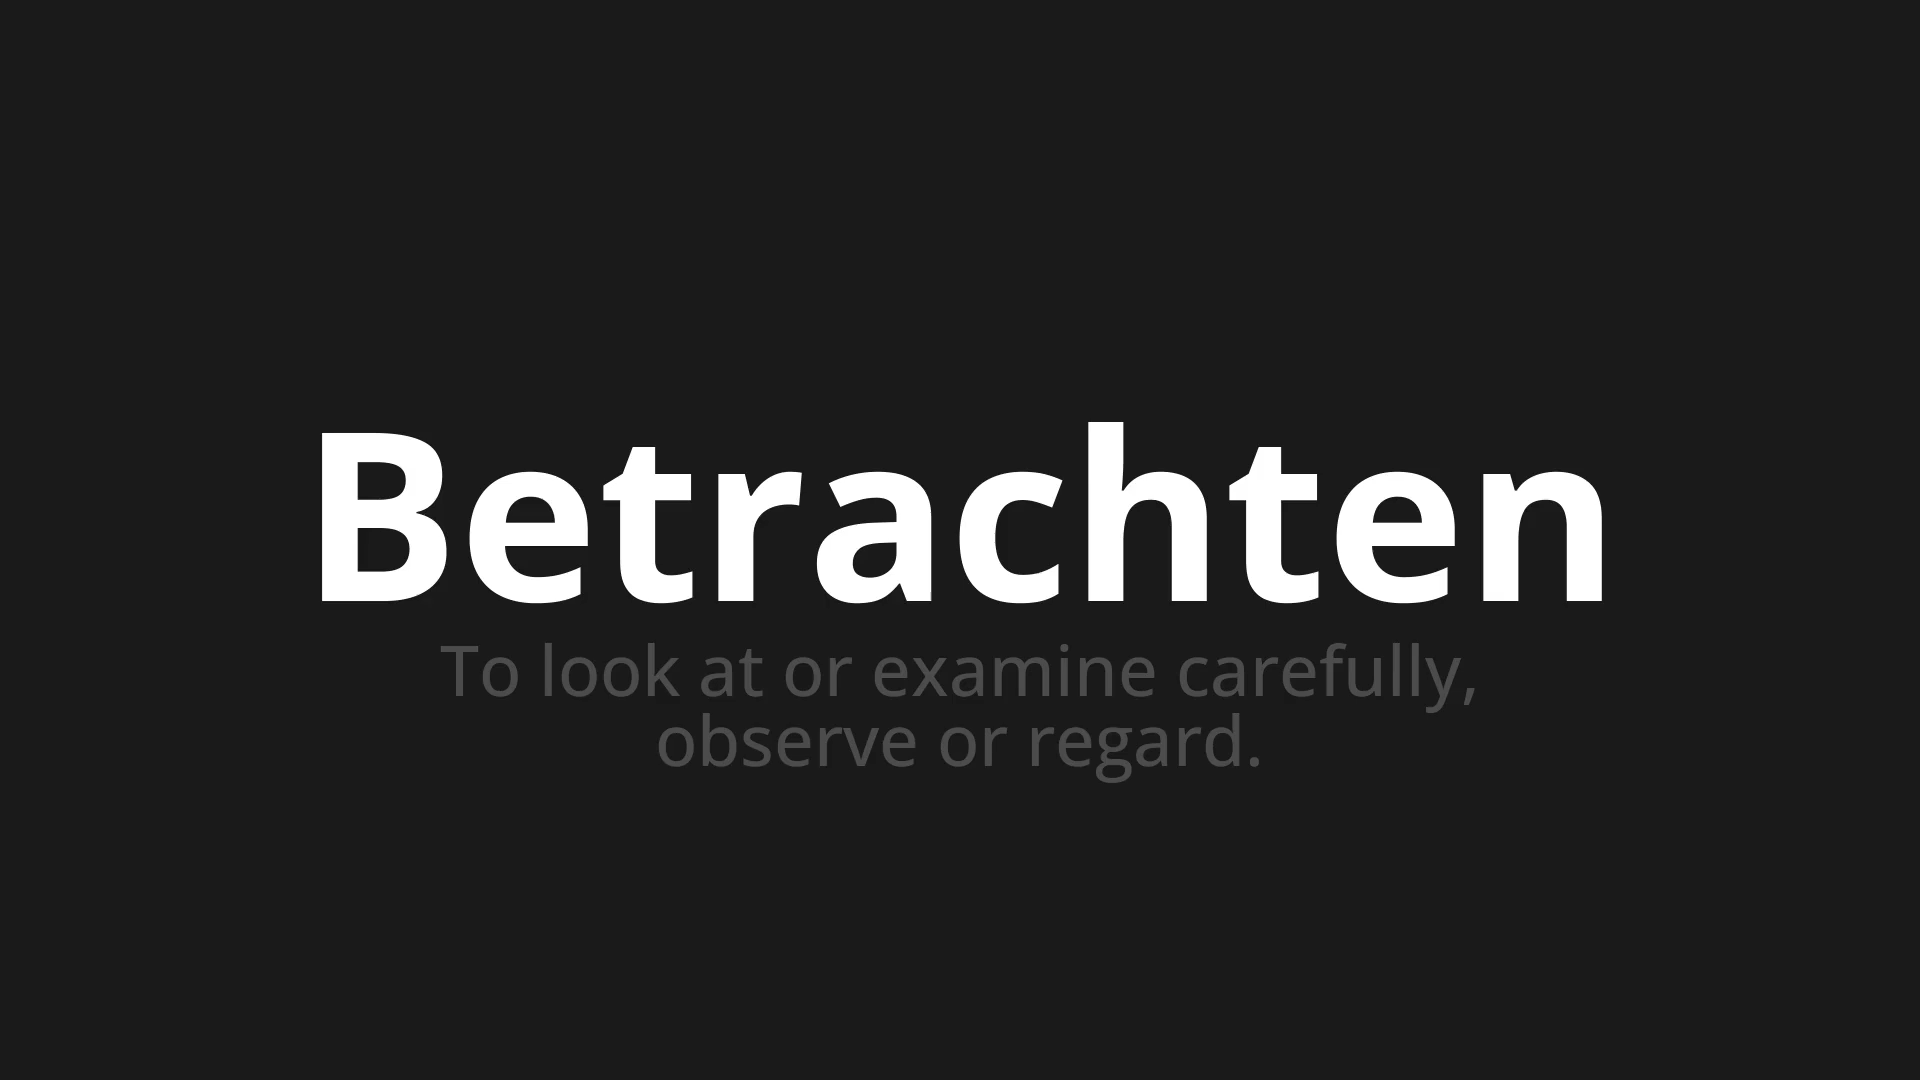 Betrachten
To look at or examine carefully,
observe or regard.